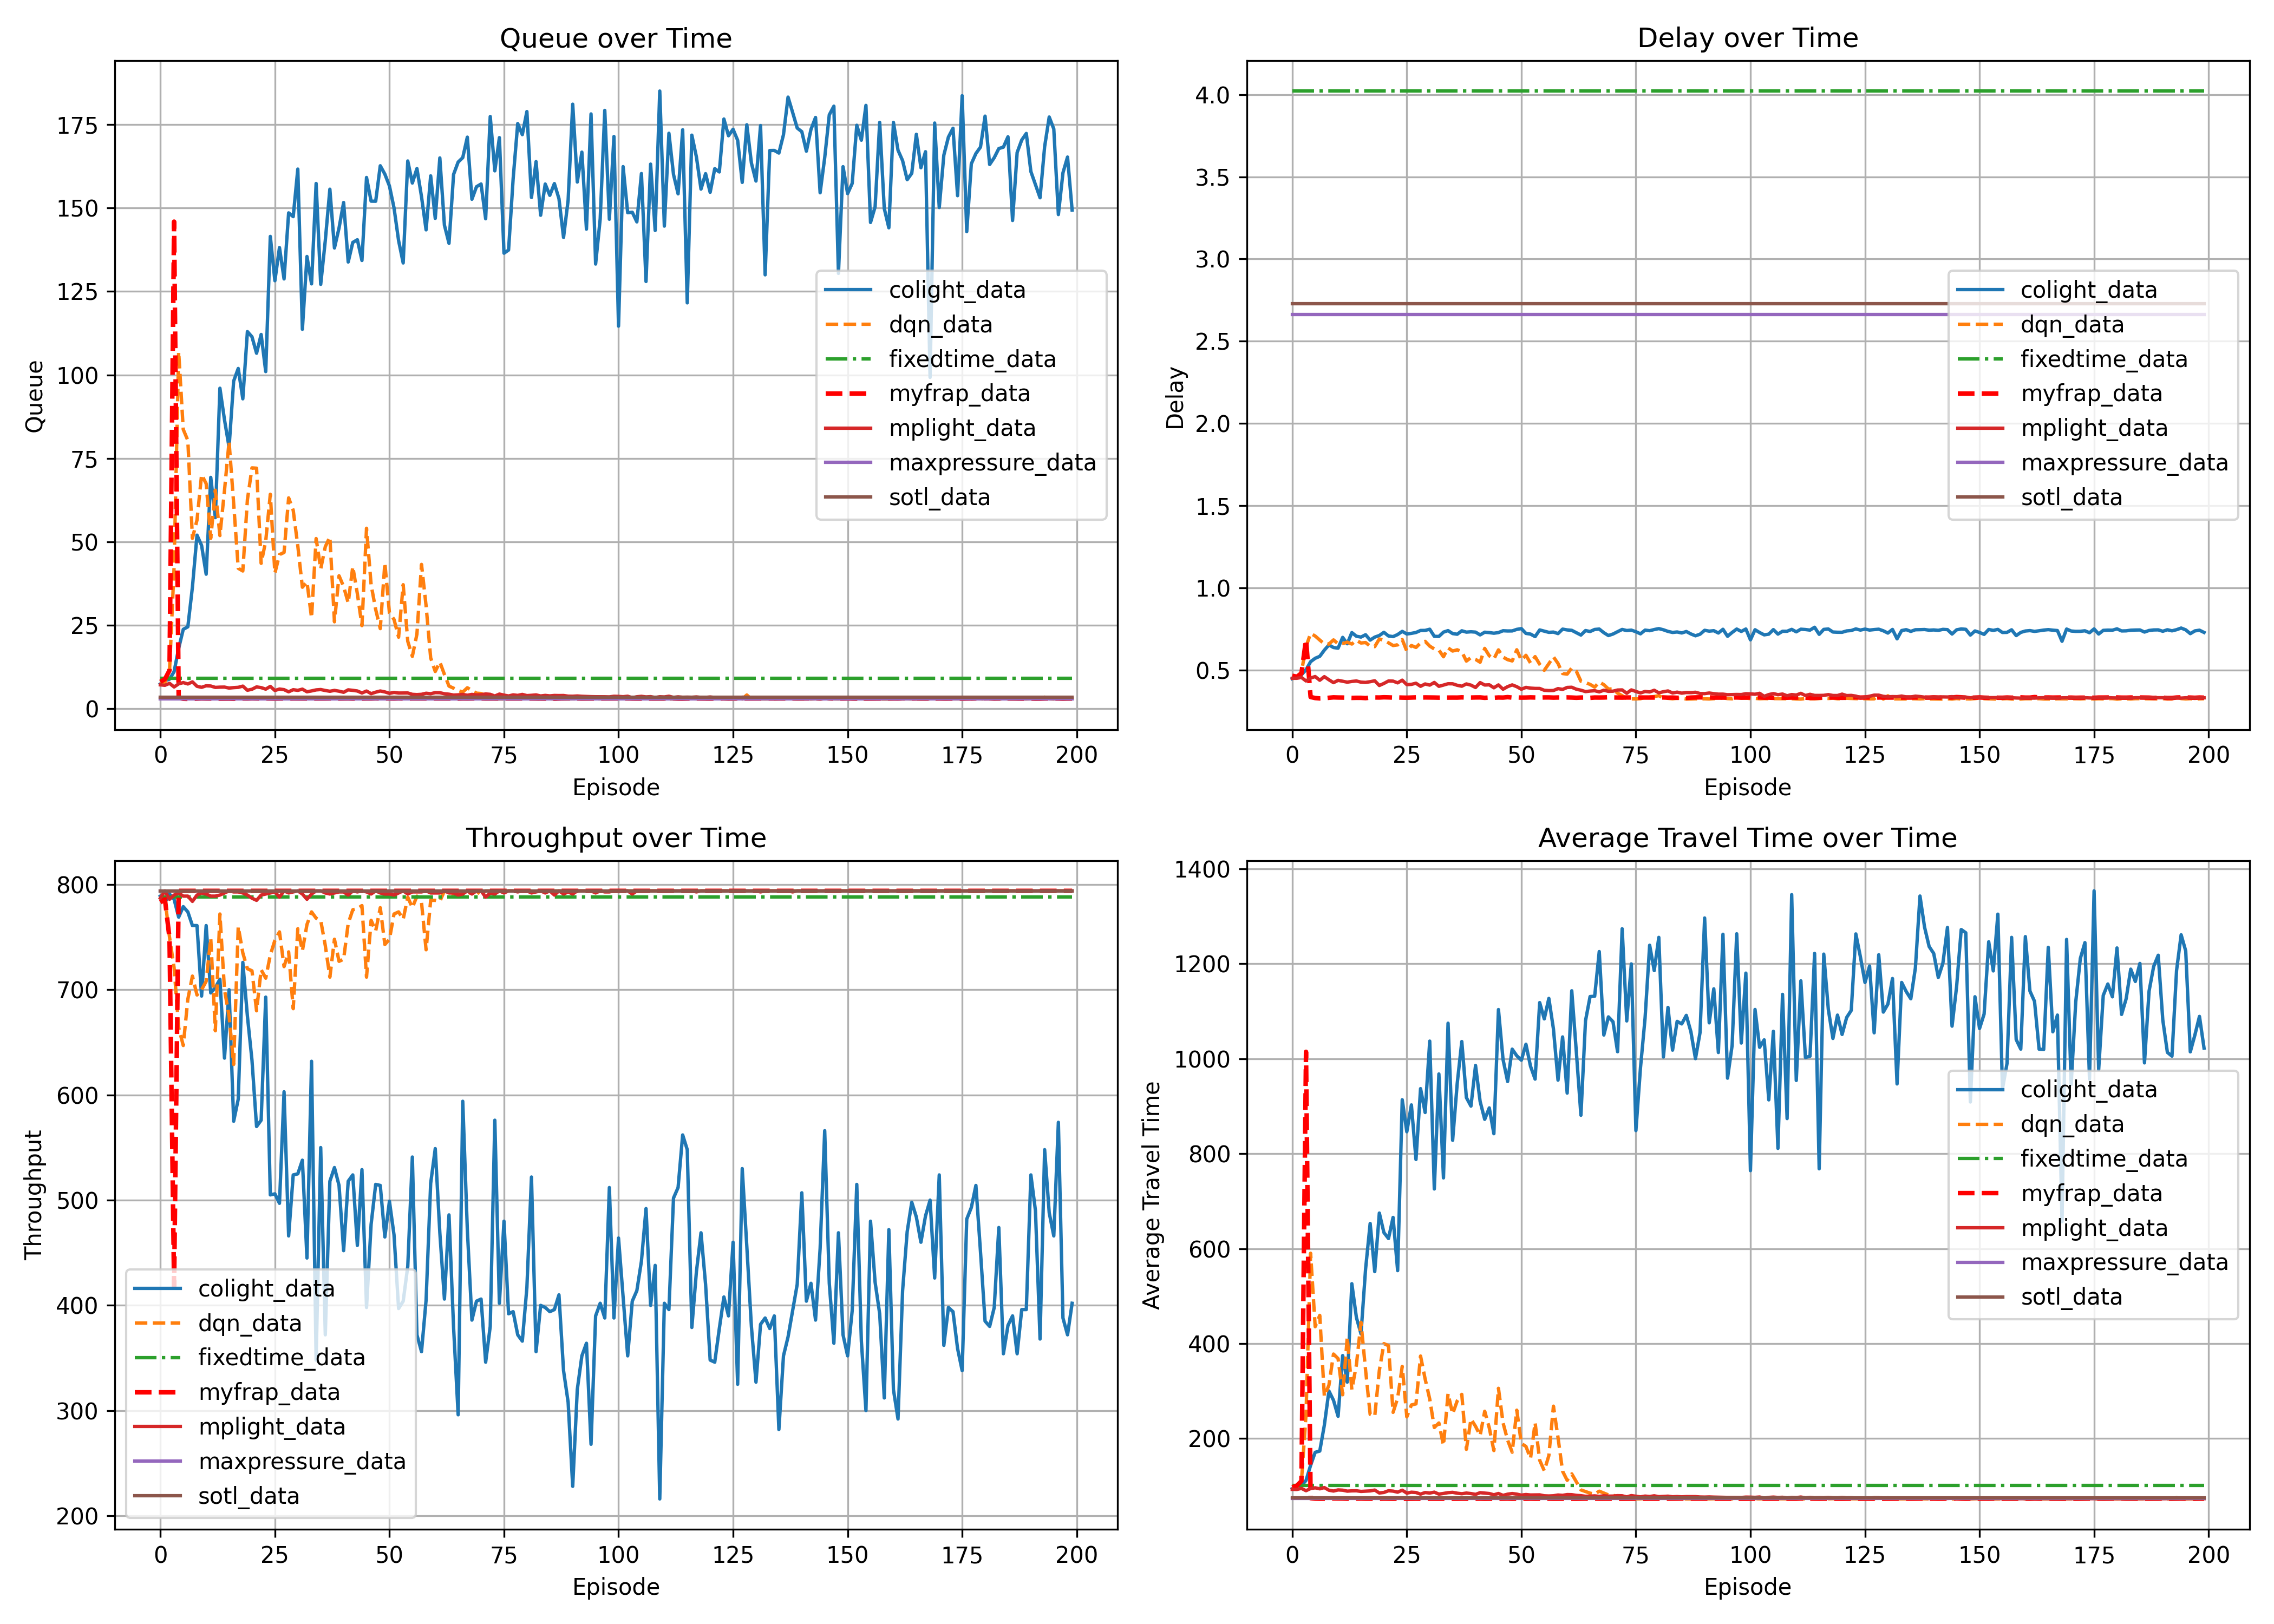 Queue over Time
Queue
175
150
125
100
75
50
25
0
0 25 50 75 100 125 150 175 200
Episode
colight_data
dqn_data
fixedtime_data
myfrap_data
mplight_data
maxpressure_data
sotl_data
Delay over Time
Delay
4.0
3.5
3.0
2.5
2.0
1.5
1.0
0.5
0 25 50 75 100 125 150 175 200
Episode
colight_data
dqn_data
fixedtime_data
myfrap_data
mplight_data
maxpressure_data
sotl_data
Throughput over Time
Throughput
800
700
600
500
400
300
200
0 25 50 75 100 125 150 175 200
Episode
colight_data
dqn_data
fixedtime_data
myfrap_data
mplight_data
maxpressure_data
sotl_data
Average Travel Time over Time
Average Travel Time
1400
1200
1000
800
600
400
200
0 25 50 75 100 125 150 175 200
Episode
colight_data
dqn_data
fixedtime_data
myfrap_data
mplight_data
maxpressure_data
sotl_data